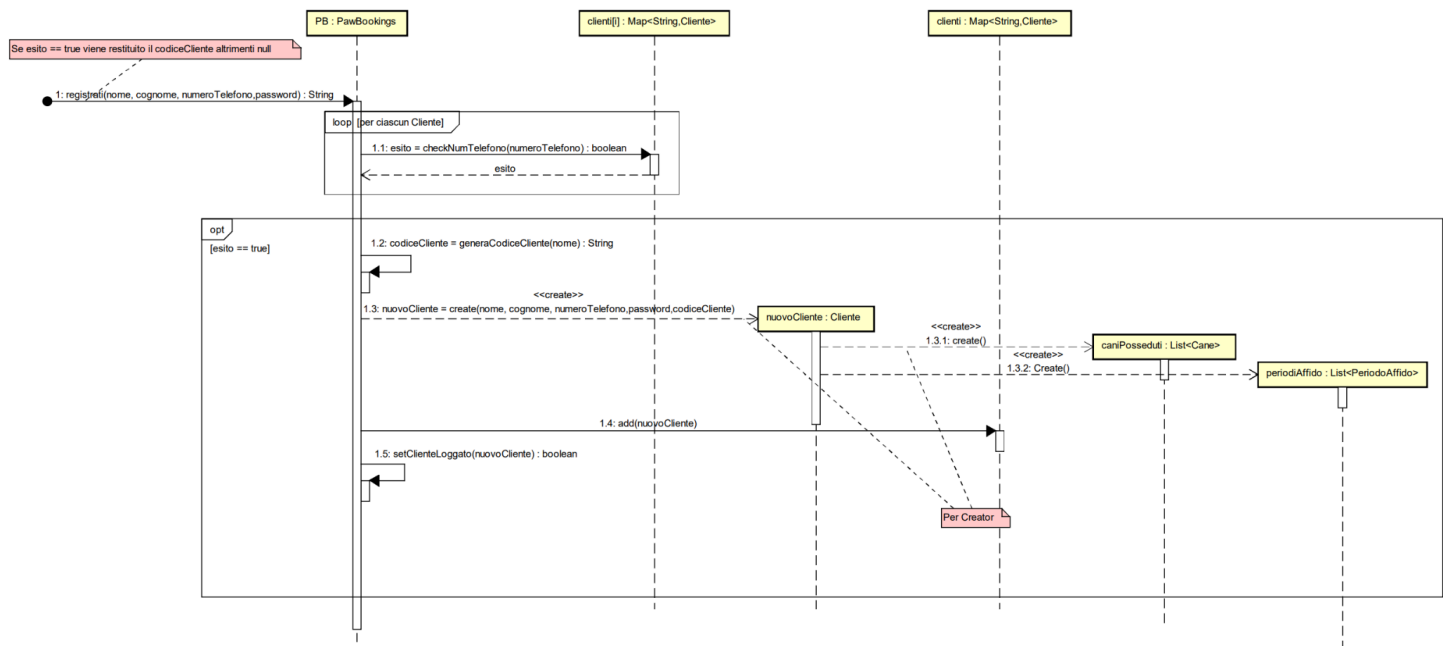 PB : PawBookings
clienti[i] : Map<String,Cliente>
clienti : Map<String,Cliente>
Se esito == true viene restituito il codiceCliente altrimenti null
1: registrati(nome, cognome, numeroTelefono,password) : String
loop [per ciascun Cliente]
1.1: esito = checkNumTelefono(numeroTelefono) : boolean
esito
opt
[esito == true]
1.2: codiceCliente = generaCodiceCliente(nome) : String
<<create>>
1.3: nuovoCliente = create(nome, cognome, numeroTelefono,password,codiceCliente)
nuovoCliente : Cliente
<<create>>
1.3.1: create()
caniPosseduti : List<Cane>
<<create>>
1.3.2: Create()
periodiAffido : List<PeriodoAffido>
1.4: add(nuovoCliente)
1.5: setClienteLoggato(nuovoCliente) : boolean
Per Creator